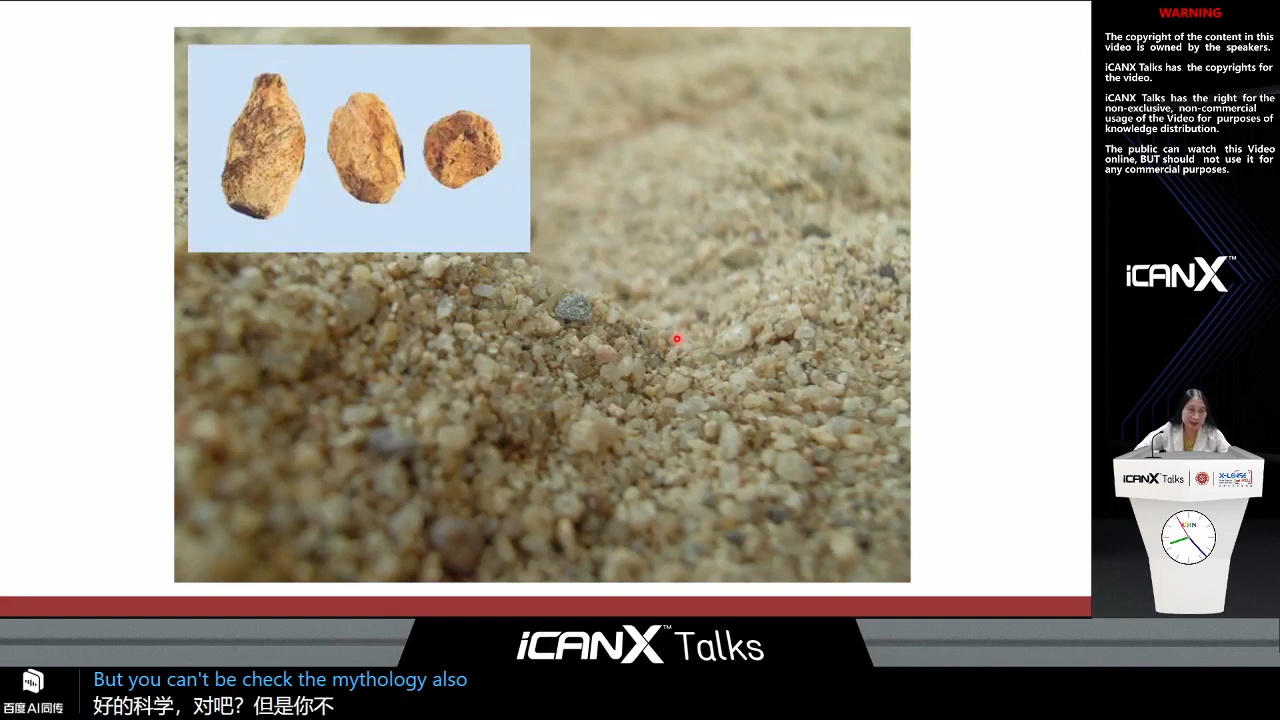 WARNING
The copyright of the content in this
video is owned by the speakers.
iCANX Talks has the copyrights for
the video.
iCANX Talks has the right for the
non-exclusive, non-commercial
usage of the Video for purposes of
knowledge distribution.
The public can watch this Video
online, BUT should not use it for
any commercial purposes.
iCANX™
iCANX Talks
iCANX™ Talks
But you can't be check the mythology also
好的科学，对吧？但是你不
百度AI同传